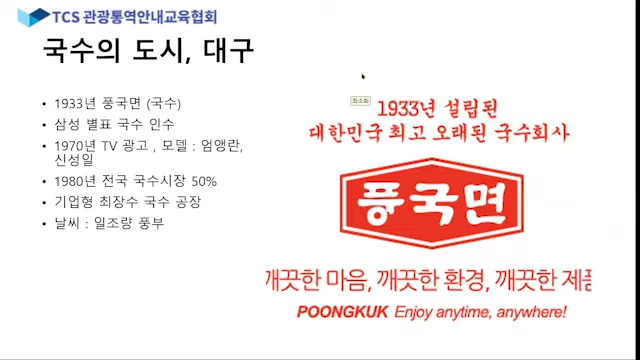 TCS 관광통역안내교육협회
국수의 도시, 대구
• 1933년 풍국면 (국수)
• 삼성 별표 국수 인수
• 1970년 TV 광고 , 모델 : 엄앵란,
신성일
• 1980년 전국 국수시장 50%
• 기업형 최장수 국수 공장
• 날씨 : 일조량 풍부
최소화
1933년 설립된
대한민국 최고 오래된 국수회사
풍국면
깨끗한 마음, 깨끗한 환경, 깨끗한 제품
POONGKUK Enjoy anytime, anywhere!